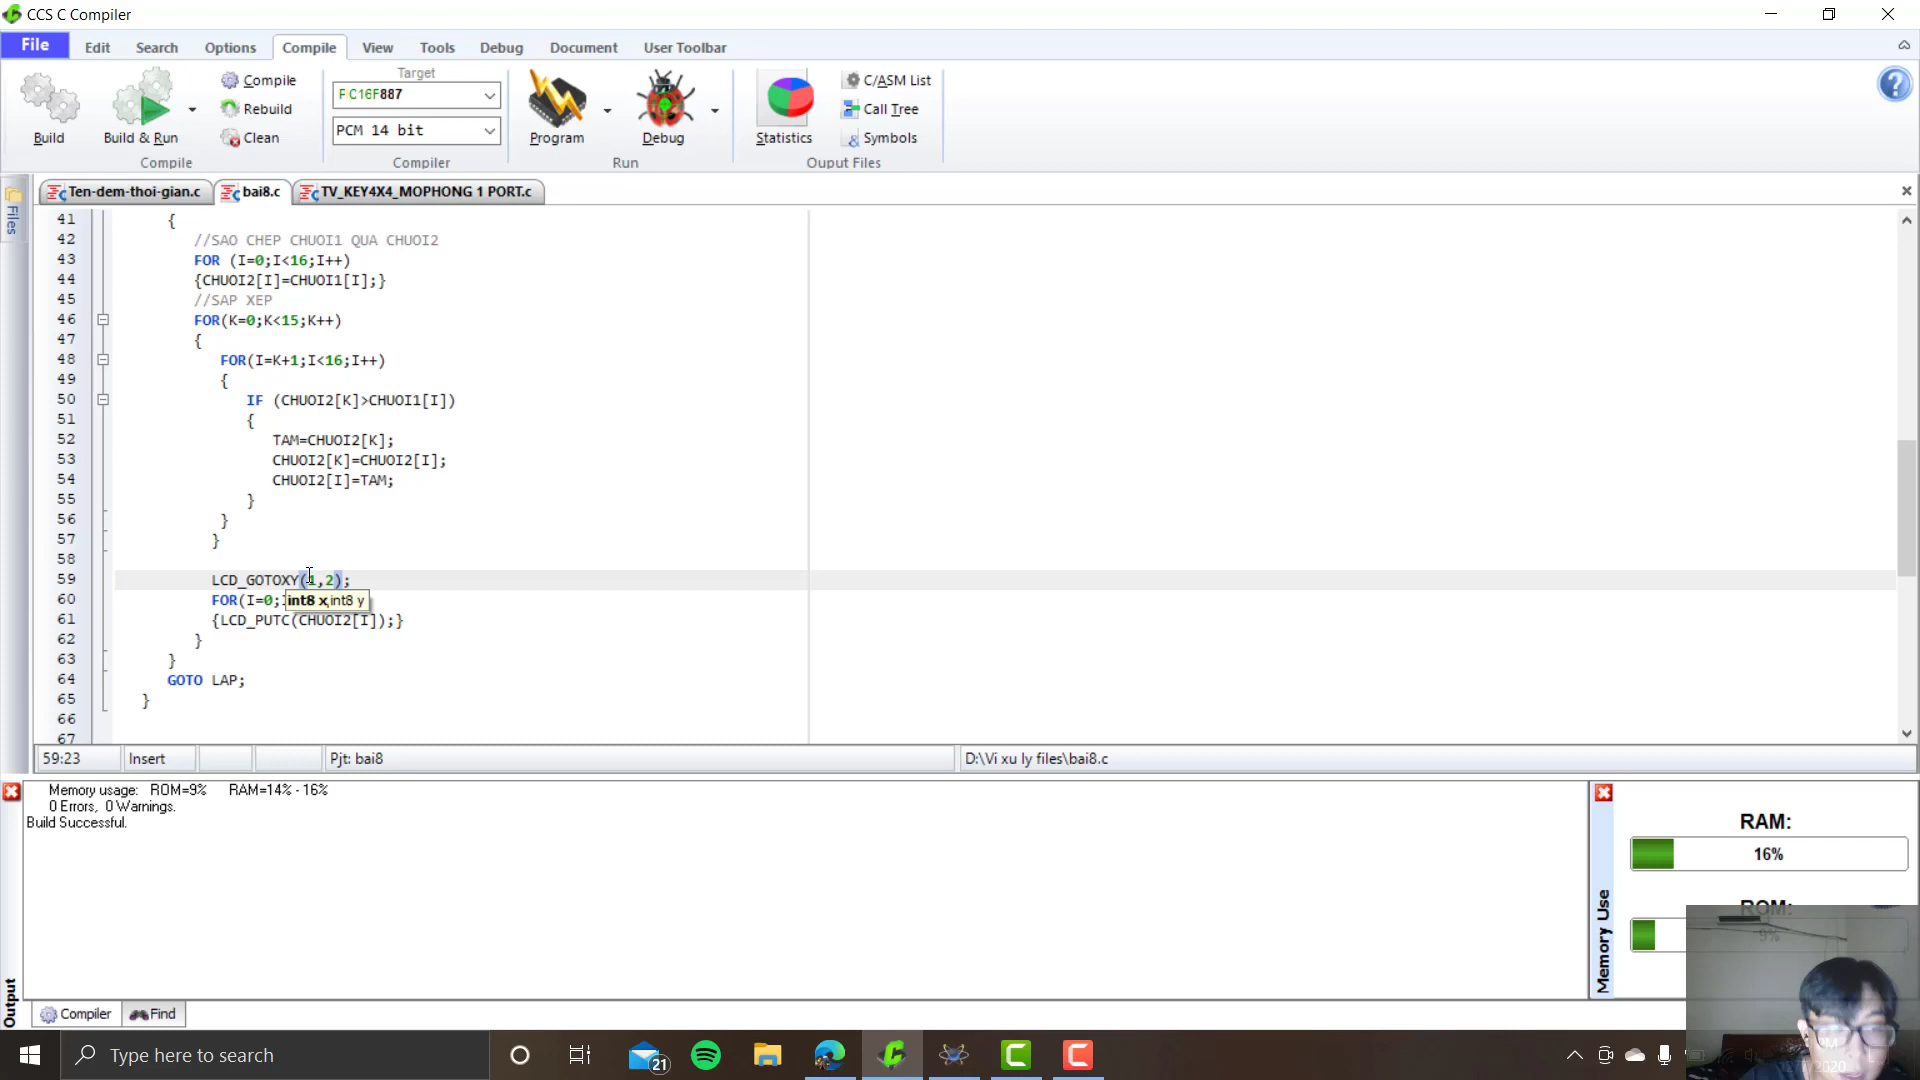 CCS C Compiler
File Edit Search Options Compile View Tools Debug Document User Toolbar
Build
Build & Run
Compile
Rebuild
Clean
Compile
Target
PIC16F887
PCM 14 bit
Compiler
Program
Debug
Run
Statistics
C/ASM List
Call Tree
Symbols
Ouput Files
Files
Ten-dem-thoi-gian.c bai8.c TV_KEY4X4_MOPHONG 1 PORT.c
41 {
42 //SAO CHEP CHUOI1 QUA CHUOI2
43 FOR (I=0;I<16;I++)
44 {CHUOI2[I]=CHUOI1[I];}
45 //SAP XEP
46 FOR(K=0;K<15;K++)
47 {
48 FOR(I=K+1;I<16;I++)
49 {
50 IF (CHUOI2[K]>CHUOI1[I])
51 {
52 TAM=CHUOI2[K];
53 CHUOI2[K]=CHUOI2[I];
54 CHUOI2[I]=TAM;
55 }
56 }
57 }
58
59 LCD_GOTOXY(1,2);
60 FOR(I=0; int8 x,int8 y
61 {LCD_PUTC(CHUOI2[I]);}
62 }
63 }
64 GOTO LAP;
65 }
66
67
59:23 Insert Pjt: bai8 D:\Vi xu ly files\bai8.c
Memory usage: ROM=9% RAM=14% - 16%
0 Errors, 0 Warnings.
Build Successful.
Output
Compiler Find
Memory Use
RAM:
16%
ROM:
9%
Type here to search
21
2020